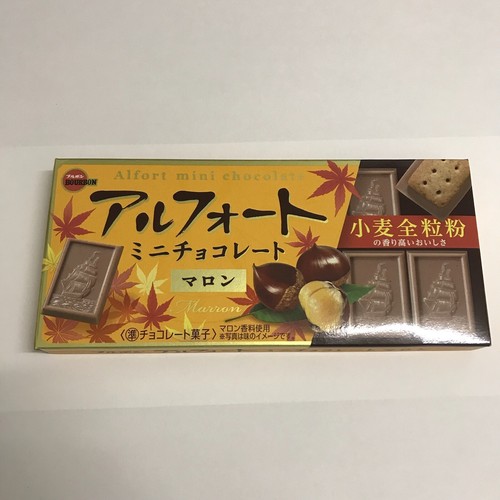 ブルボン
BOURBON
Alfort mini chocolate
アルフォート
ミニチョコレート
マロン
Marron
小麦全粒粉
の香り高いおいしさ
〈準チョコレート菓子〉
マロン香料使用
※写真は味のイメージです。